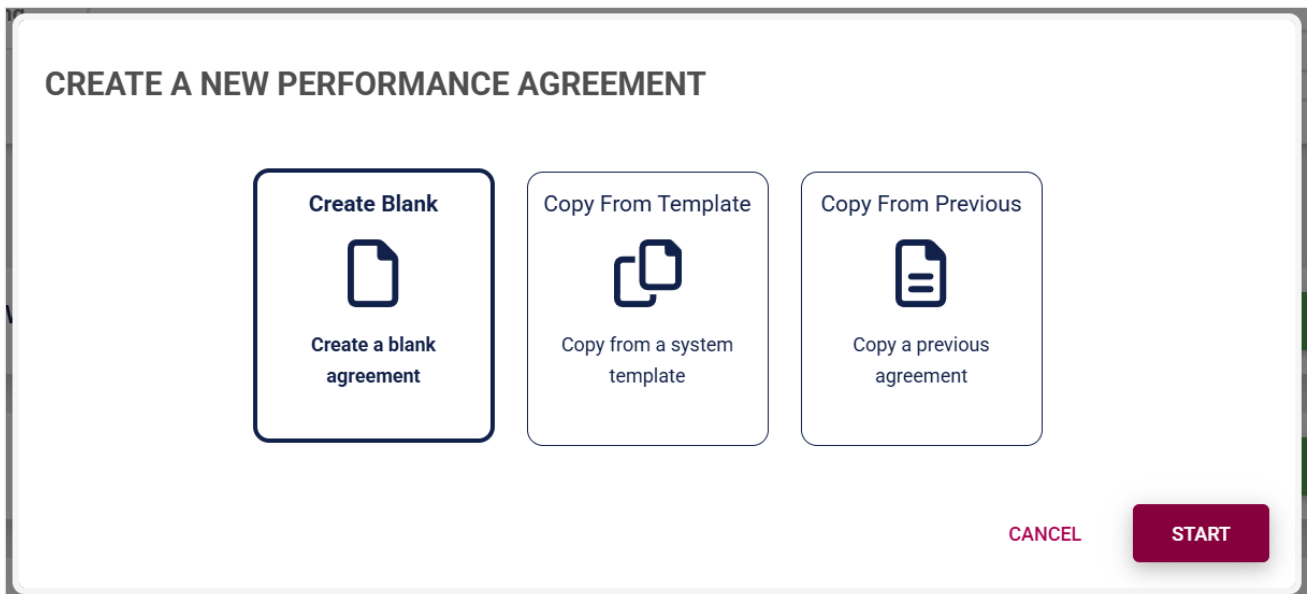 CREATE A NEW PERFORMANCE AGREEMENT
Create Blank
Create a blank
agreement
Copy From Template
Copy from a system
template
Copy From Previous
Copy a previous
agreement
CANCEL
START